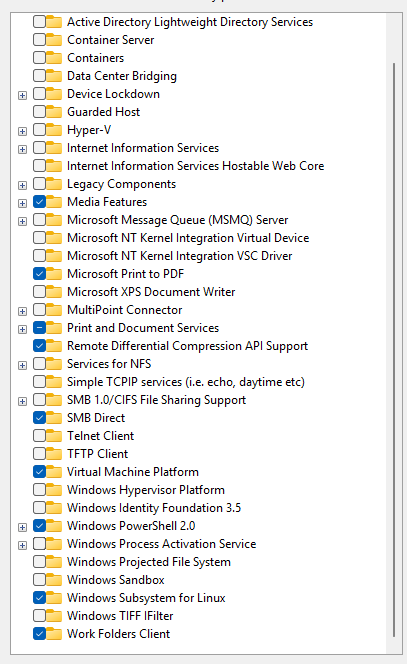 Active Directory Lightweight Directory Services
Container Server
Containers
Data Center Bridging
Device Lockdown
Guarded Host
Hyper-V
Internet Information Services
Internet Information Services Hostable Web Core
Legacy Components
Media Features
Microsoft Message Queue (MSMQ) Server
Microsoft NT Kernel Integration Virtual Device
Microsoft NT Kernel Integration VSC Driver
Microsoft Print to PDF
Microsoft XPS Document Writer
MultiPoint Connector
Print and Document Services
Remote Differential Compression API Support
Services for NFS
Simple TCPIP services (i.e. echo, daytime etc)
SMB 1.0/CIFS File Sharing Support
SMB Direct
Telnet Client
TFTP Client
Virtual Machine Platform
Windows Hypervisor Platform
Windows Identity Foundation 3.5
Windows PowerShell 2.0
Windows Process Activation Service
Windows Projected File System
Windows Sandbox
Windows Subsystem for Linux
Windows TIFF IFilter
Work Folders Client